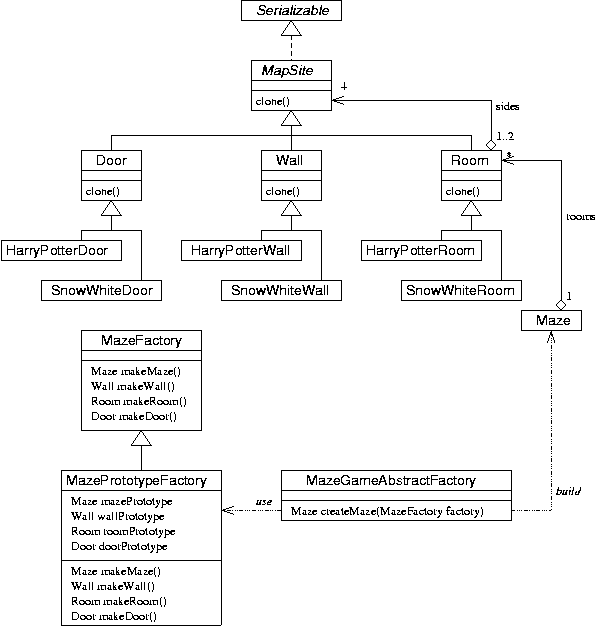 Serializable
MapSite
clone()
4
sides
1..2
Door
clone()
Wall
clone()
Room
clone()
*
rooms
HarryPotterDoor
HarryPotterWall
HarryPotterRoom
SnowWhiteDoor
SnowWhiteWall
SnowWhiteRoom
1
Maze
MazeFactory
Maze makeMaze()
Wall makeWall()
Room makeRoom()
Door makeDoor()
MazePrototypeFactory
Maze mazePrototype
Wall wallPrototype
Room roomPrototype
Door doorPrototype
Maze makeMaze()
Wall makeWall()
Room makeRoom()
Door makeDoor()
use
MazeGameAbstractFactory
Maze createMaze(MazeFactory factory)
build